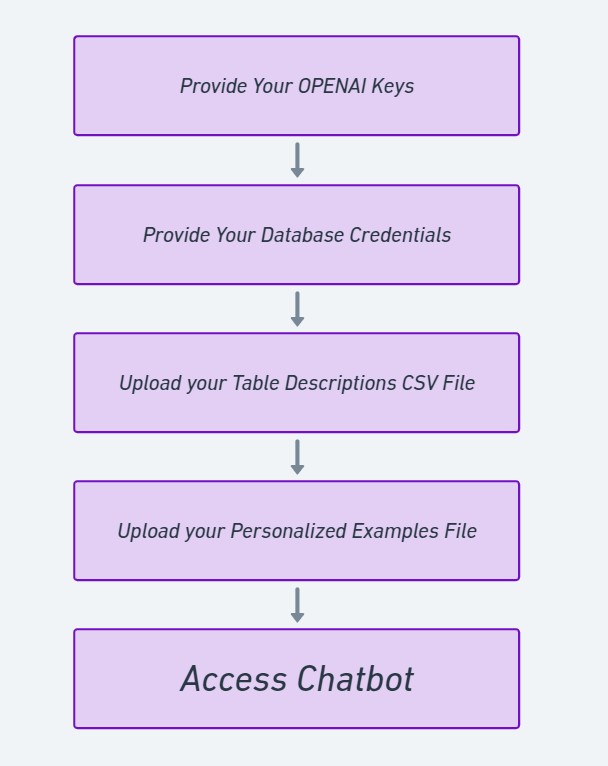 Provide Your OPENAI Keys
Provide Your Database Credentials
Upload your Table Descriptions CSV File
Upload your Personalized Examples File
Access Chatbot